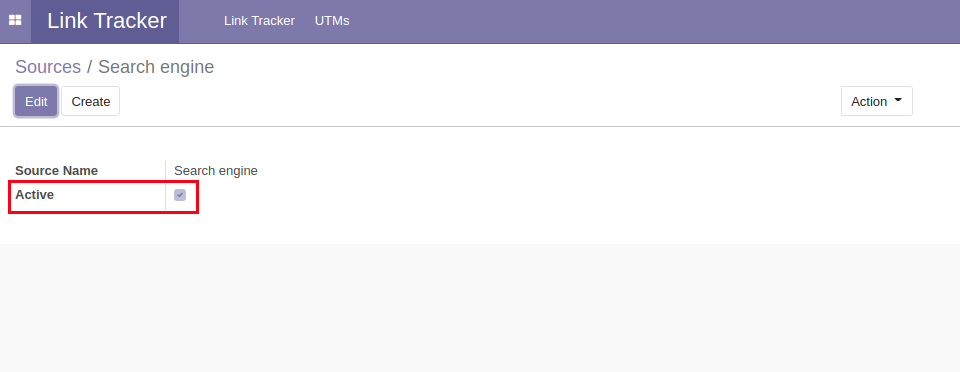 Link Tracker Link Tracker UTMs
Sources / Search engine
Edit Create Action
Source Name Search engine
Active